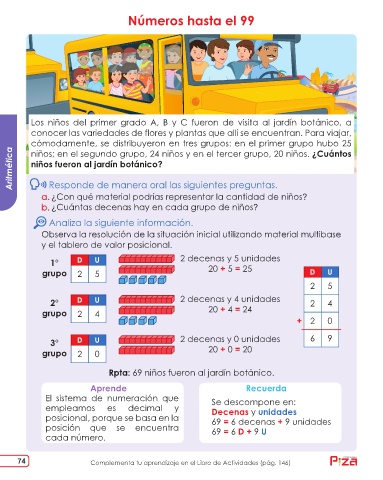 Números hasta el 99
Los niños del primer grado A, B y C fueron de visita al jardín botánico, a
conocer las variedades de flores y plantas que allí se encuentran. Para viajar,
cómodamente, se distribuyeron en tres grupos: en el primer grupo hubo 25
niños; en el segundo grupo, 24 niños y en el tercer grupo, 20 niños. ¿Cuántos
niños fueron al jardín botánico?
Aritmética
Responde de manera oral las siguientes preguntas.
a. ¿Con qué material podrías representar la cantidad de niños?
b. ¿Cuántas decenas hay en cada grupo de niños?
Analiza la siguiente información.
Observa la resolución de la situación inicial utilizando material multibase
y el tablero de valor posicional.
1° grupo
D U
2 5
2 decenas y 5 unidades
20 + 5 = 25
2° grupo
D U
2 4
2 decenas y 4 unidades
20 + 4 = 24
3° grupo
D U
2 0
2 decenas y 0 unidades
20 + 0 = 20
D U
2 5
2 4
+ 2 0
6 9
Rpta: 69 niños fueron al jardín botánico.
Aprende
El sistema de numeración que
empleamos es decimal y
posicional, porque se basa en la
posición que se encuentra
cada número.
Recuerda
Se descompone en:
Decenas y unidades
69 = 6 decenas + 9 unidades
69 = 6 D + 9 U
74
Complementa tu aprendizaje en el Libro de Actividades (pág. 146)
Pizza